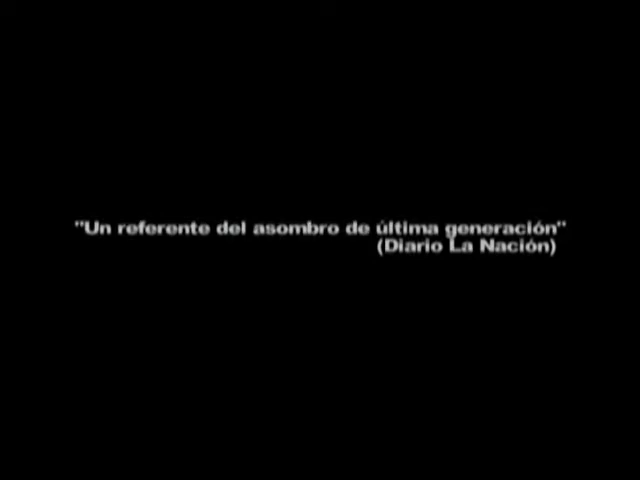 "Un referente del asombro de última generación"
(Diario La Nación)